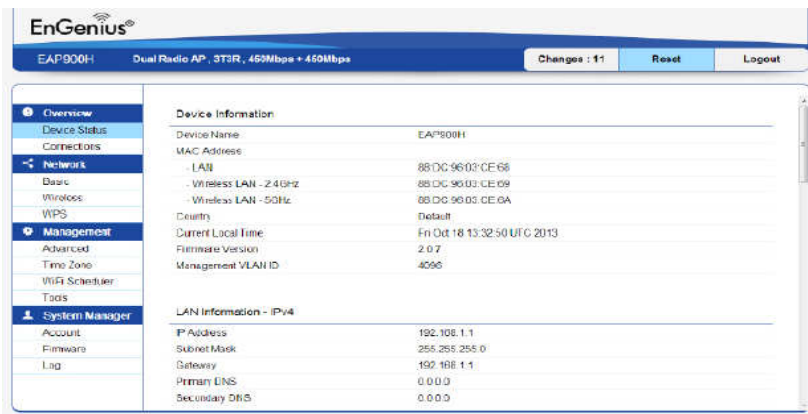 EnGenius®
EAP900H Dual Radio AP , 3T3R , 450Mbps + 450Mbps Changes : 11 Reset Logout
Overview
Device Status
Connections
Network
Basic
Wireless
WPS
Management
Advanced
Time Zone
WiFi Scheduler
Tools
System Manager
Account
Firmware
Log
Device Information
Device Name EAP900H
MAC Address
- LAN 88:DC:96:03:CE:68
- Wireless LAN - 2.4GHz 88:DC:96:03:CE:69
- Wireless LAN - 5GHz 88:DC:96:03:CE:6A
Country Default
Current Local Time Fri Oct 18 13:32:50 UTC 2013
Firmware Version 2.0.7
Management VLAN ID 4096
LAN Information - IPv4
IP Address 192.168.1.1
Subnet Mask 255.255.255.0
Gateway 192.168.1.1
Primary DNS 0.0.0.0
Secondary DNS 0.0.0.0